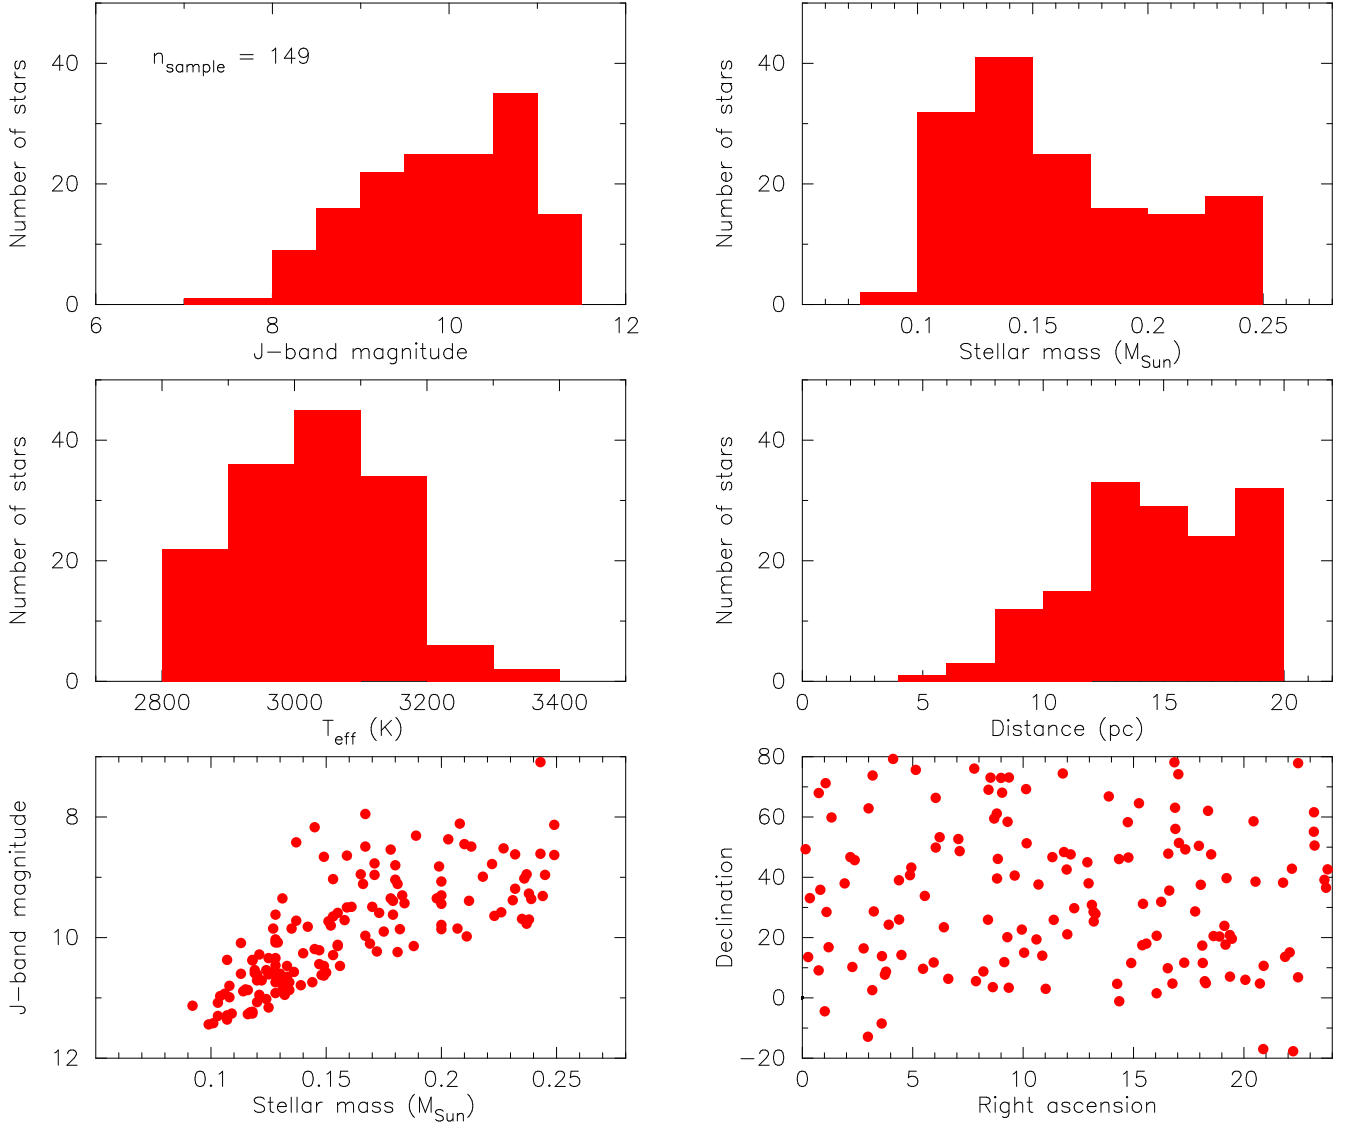 n_sample = 149
Number of stars
40
20
0
6 8 10 12
J-band magnitude
Number of stars
40
20
0
0.1 0.15 0.2 0.25
Stellar mass (M_Sun)
Number of stars
40
20
0
2800 3000 3200 3400
T_eff (K)
Number of stars
40
20
0
0 5 10 15 20
Distance (pc)
J-band magnitude
8
10
12
0.1 0.15 0.2 0.25
Stellar mass (M_Sun)
Declination
80
60
40
20
0
-20
0 5 10 15 20
Right ascension